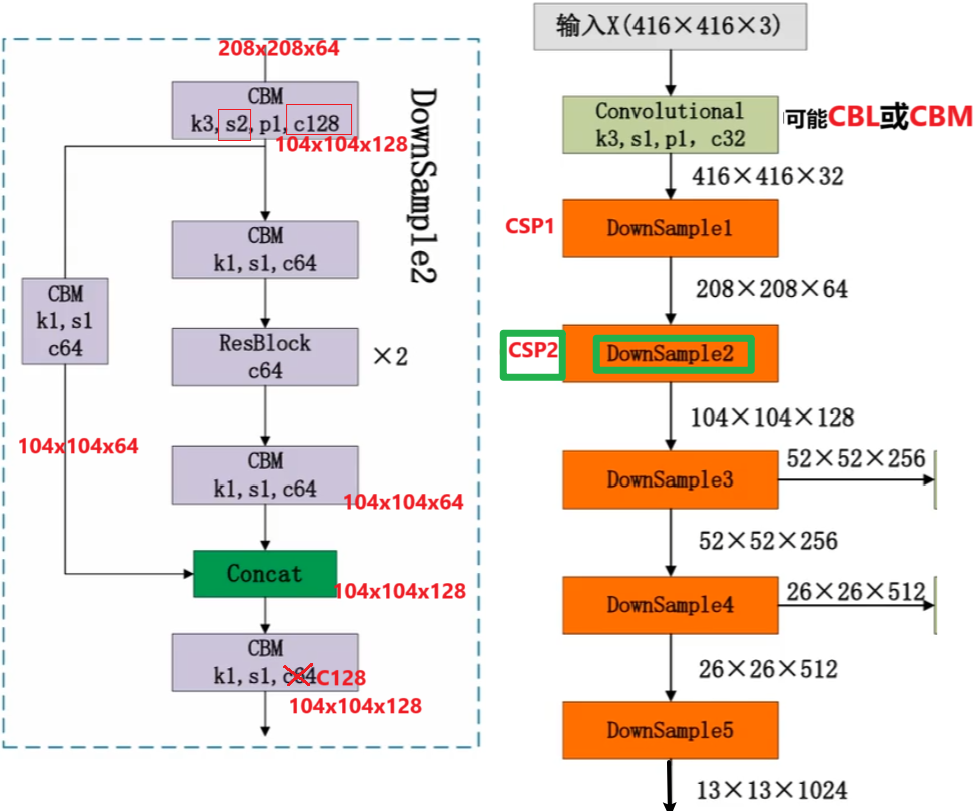 208x208x64
CBM
k3,s2,p1,c128
104x104x128
DownSample2
CBM
k1,s1,c64
CBM
k1,s1
c64
ResBlock
c64
×2
104x104x64
CBM
k1,s1,c64
104x104x64
Concat
104x104x128
CBM
k1,s1,c64 C128
104x104x128
输入X(416×416×3)
Convolutional
k3,s1,p1, c32
可能CBL或CBM
416×416×32
CSP1
DownSample1
208×208×64
CSP2
DownSample2
104×104×128
DownSample3
52×52×256
52×52×256
DownSample4
26×26×512
26×26×512
DownSample5
13×13×1024